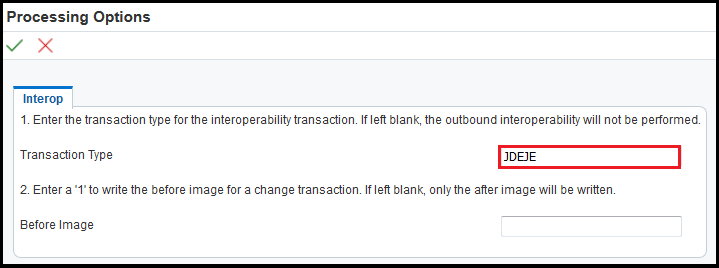 Processing Options
Interop
1. Enter the transaction type for the interoperability transaction. If left blank, the outbound interoperability will not be performed.
Transaction Type
JDEJE
2. Enter a '1' to write the before image for a change transaction. If left blank, only the after image will be written.
Before Image